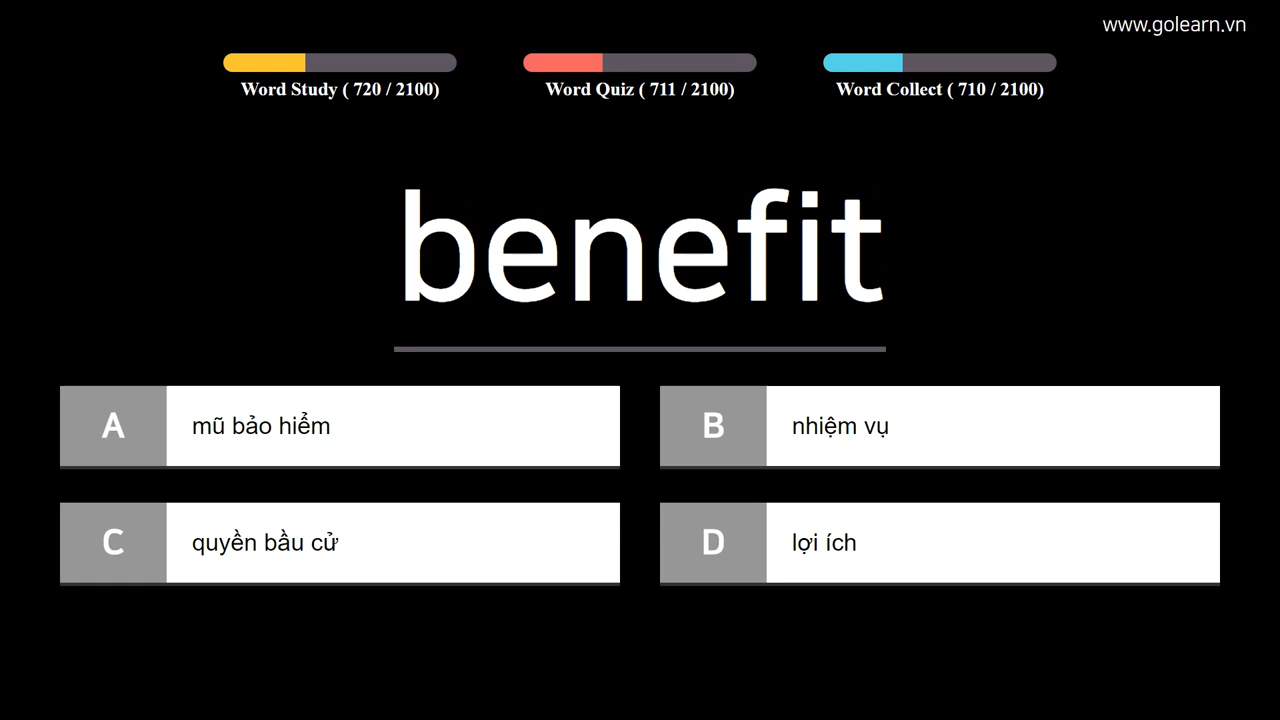 www.golearn.vn
Word Study ( 720 / 2100)
Word Quiz ( 711 / 2100)
Word Collect ( 710 / 2100)
benefit
A mũ bảo hiểm
B nhiệm vụ
C quyền bầu cử
D lợi ích